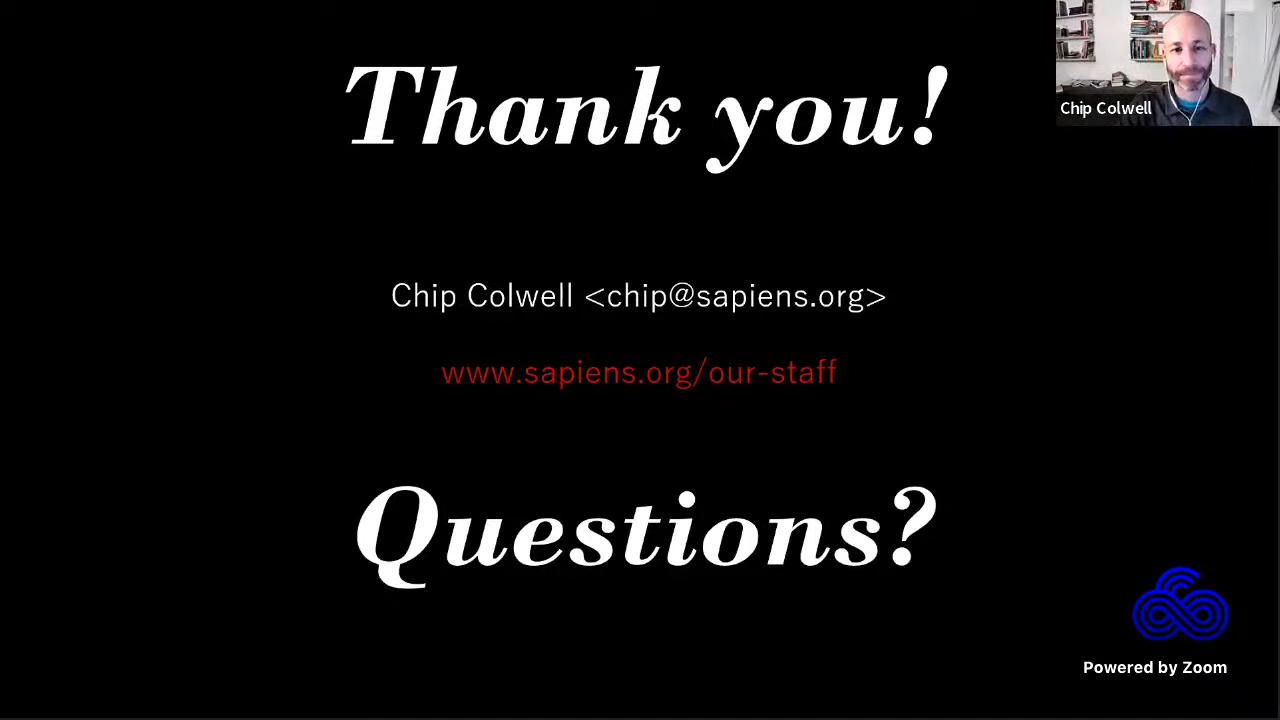 Thank you!
Chip Colwell
Chip Colwell <chip@sapiens.org>
www.sapiens.org/our-staff
Questions?
Powered by Zoom